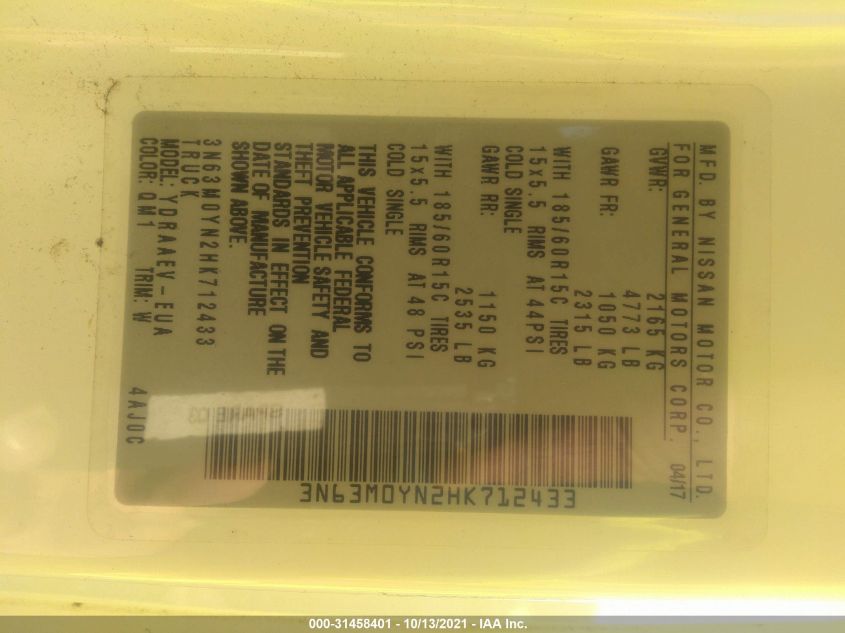 MFD. BY NISSAN MOTOR CO., LTD.
FOR GENERAL MOTORS CORP. 04/17
GVWR: 2165 KG
4773 LB
GAWR FR: 1050 KG
2315 LB
WITH 185/60R15C TIRES
15x5.5 RIMS AT 44PSI
COLD SINGLE
GAWR RR: 1150 KG
2535 LB
WITH 185/60R15C TIRES
15x5.5 RIMS AT 48 PSI
COLD SINGLE
THIS VEHICLE CONFORMS TO
ALL APPLICABLE FEDERAL
MOTOR VEHICLE SAFETY AND
THEFT PREVENTION
STANDARDS IN EFFECT ON THE
DATE OF MANUFACTURE
SHOWN ABOVE.
3N63M0YN2HK712433
TRUCK
MODEL: YDRAAEV-EUA
COLOR: QM1 TRIM: W 4AJ0C
3N63M0YN2HK712433
000-31458401 - 10/13/2021 - IAA Inc.